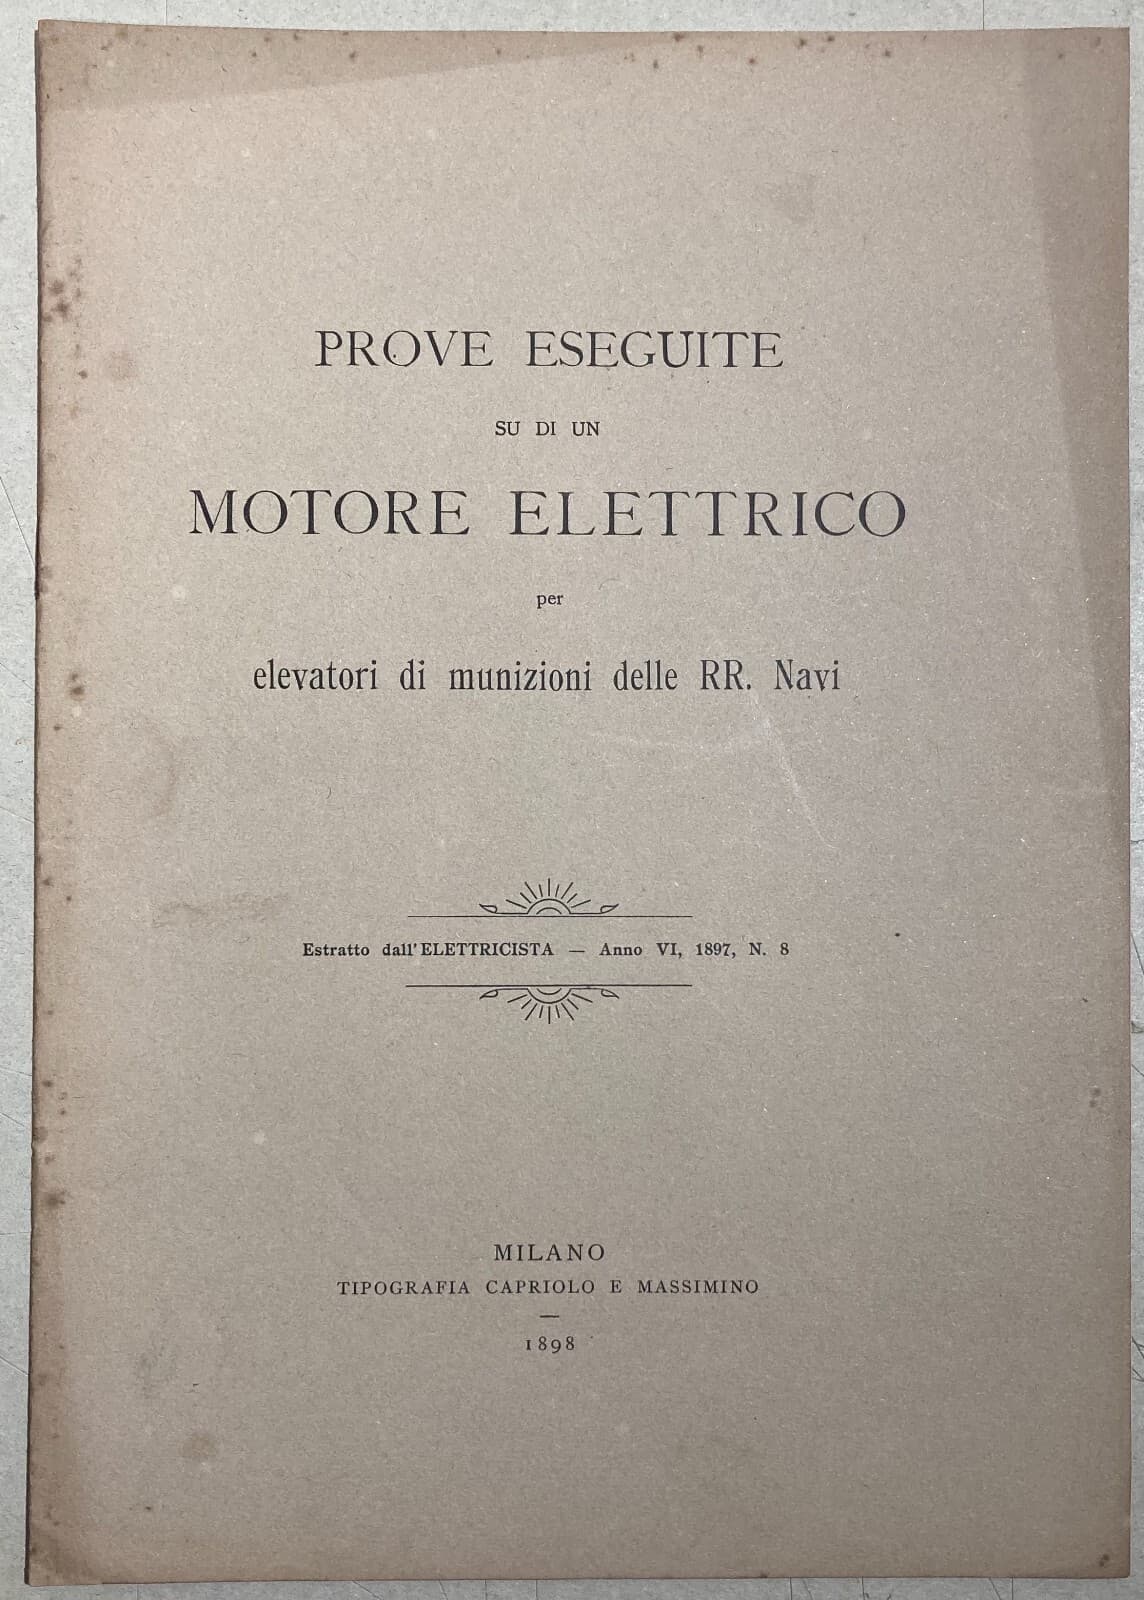 PROVE ESEGUITE
SU DI UN
MOTORE ELETTRICO
per
elevatori di munizioni delle RR. Navi
Estratto dall'ELETTRICISTA — Anno VI, 1897, N. 8
MILANO
TIPOGRAFIA CAPRIOLO E MASSIMINO
—
1898